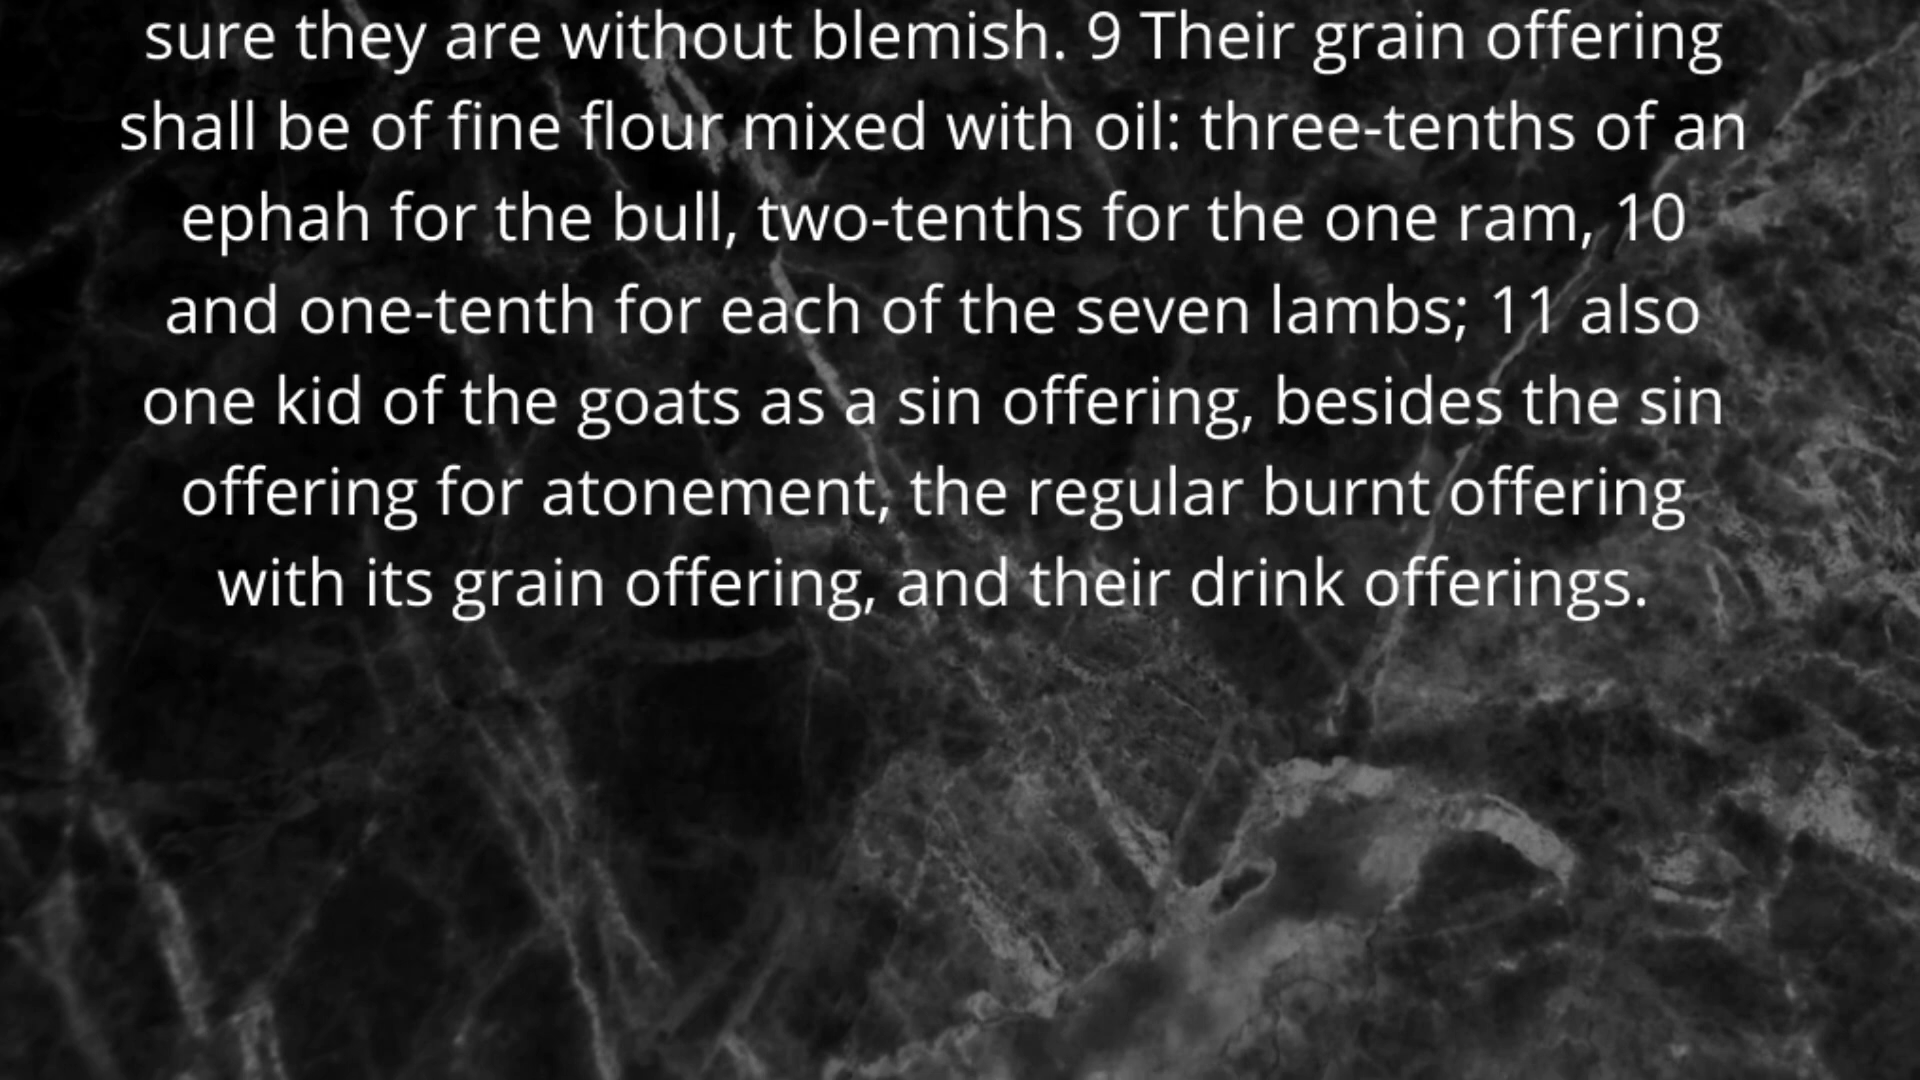 sure they are without blemish. 9 Their grain offering
shall be of fine flour mixed with oil: three-tenths of an
ephah for the bull, two-tenths for the one ram, 10
and one-tenth for each of the seven lambs; 11 also
one kid of the goats as a sin offering, besides the sin
offering for atonement, the regular burnt offering
with its grain offering, and their drink offerings.